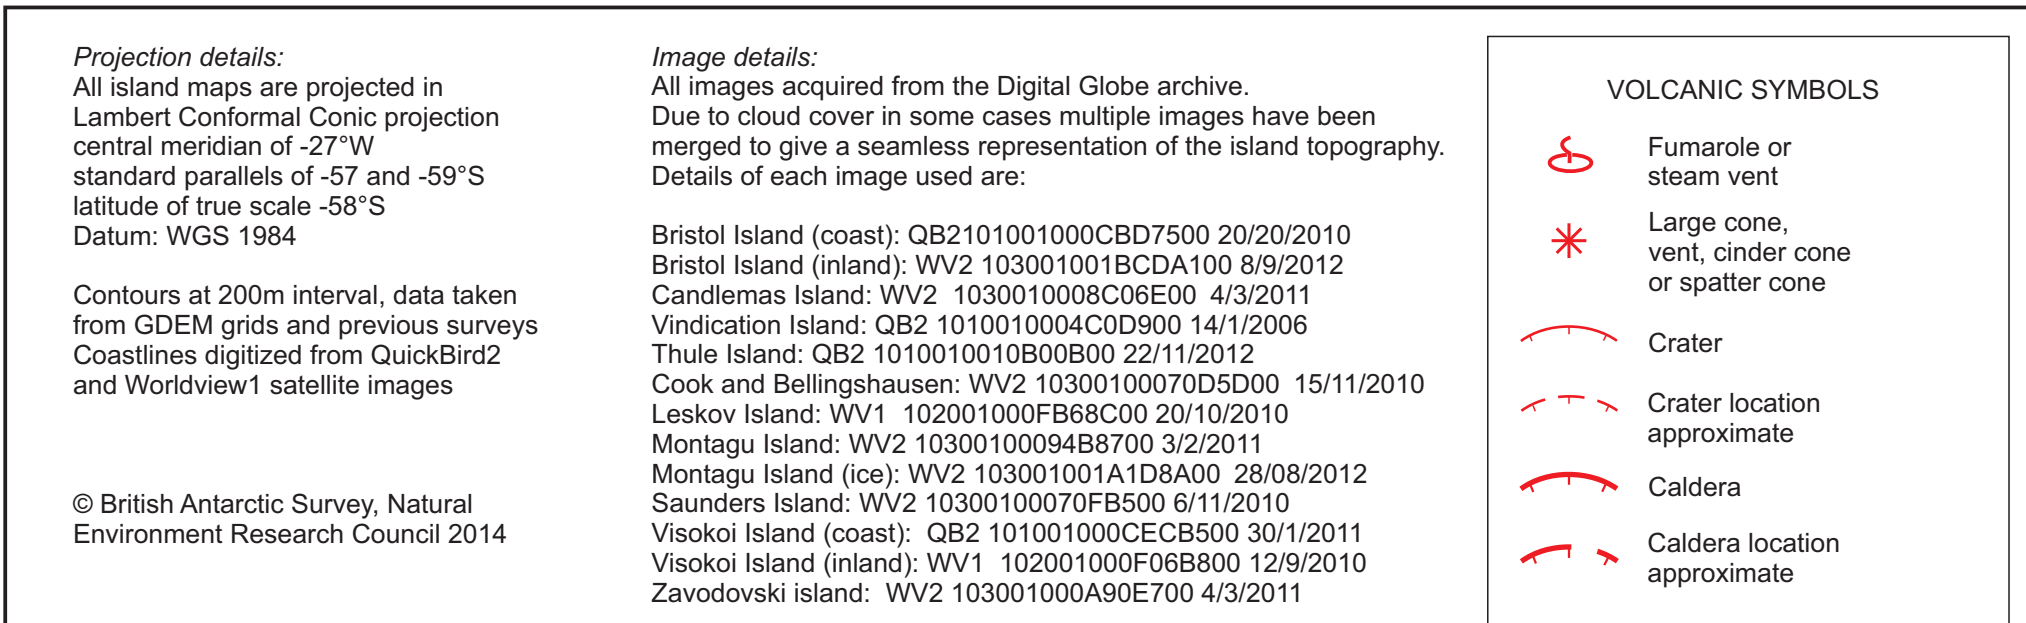 Projection details:
All island maps are projected in
Lambert Conformal Conic projection
central meridian of -27°W
standard parallels of -57 and -59°S
latitude of true scale -58°S
Datum: WGS 1984
Contours at 200m interval, data taken
from GDEM grids and previous surveys
Coastlines digitized from QuickBird2
and Worldview1 satellite images
© British Antarctic Survey, Natural
Environment Research Council 2014
Image details:
All images acquired from the Digital Globe archive.
Due to cloud cover in some cases multiple images have been
merged to give a seamless representation of the island topography.
Details of each image used are:
Bristol Island (coast): QB2101001000CBD7500 20/20/2010
Bristol Island (inland): WV2 103001001BCDA100 8/9/2012
Candlemas Island: WV2  1030010008C06E00  4/3/2011
Vindication Island: QB2 1010010004C0D900 14/1/2006
Thule Island: QB2 1010010010B00B00 22/11/2012
Cook and Bellingshausen: WV2 10300100070D5D00  15/11/2010
Leskov Island: WV1  102001000FB68C00 20/10/2010
Montagu Island: WV2 10300100094B8700 3/2/2011
Montagu Island (ice): WV2 103001001A1D8A00  28/08/2012
Saunders Island: WV2 10300100070FB500 6/11/2010
Visokoi Island (coast):  QB2 101001000CECB500 30/1/2011
Visokoi Island (inland): WV1  102001000F06B800 12/9/2010
Zavodovski island:  WV2 103001000A90E700 4/3/2011
VOLCANIC SYMBOLS
Fumarole or
steam vent
Large cone,
vent, cinder cone
or spatter cone
Crater
Crater location
approximate
Caldera
Caldera location
approximate